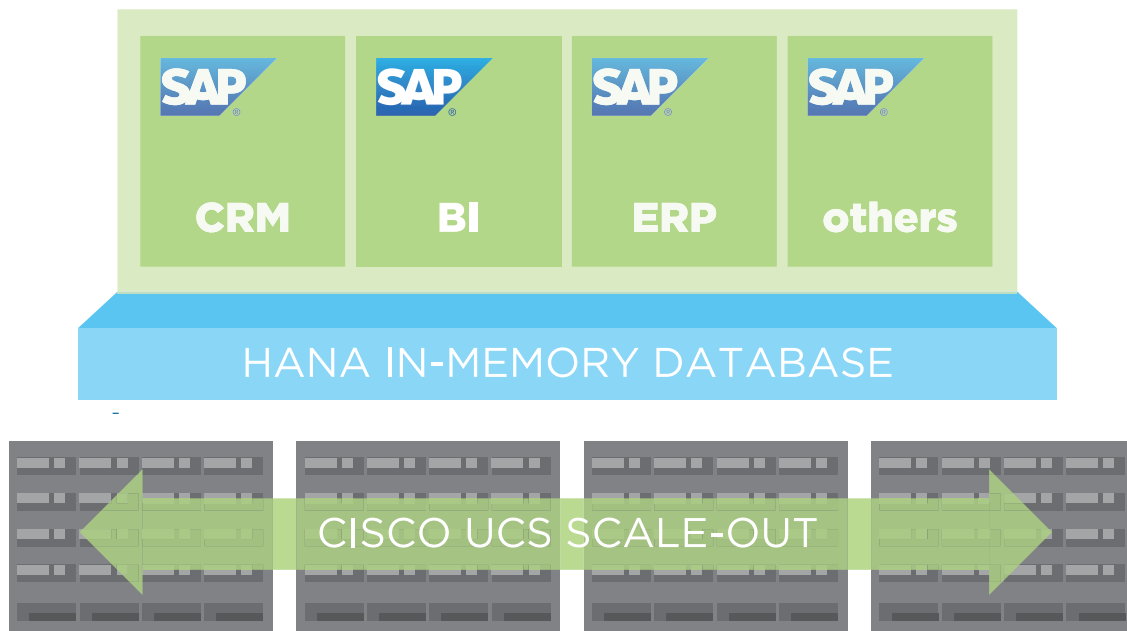 SAP® SAP® SAP® SAP®
CRM BI ERP others
HANA IN-MEMORY DATABASE
CISCO UCS SCALE-OUT